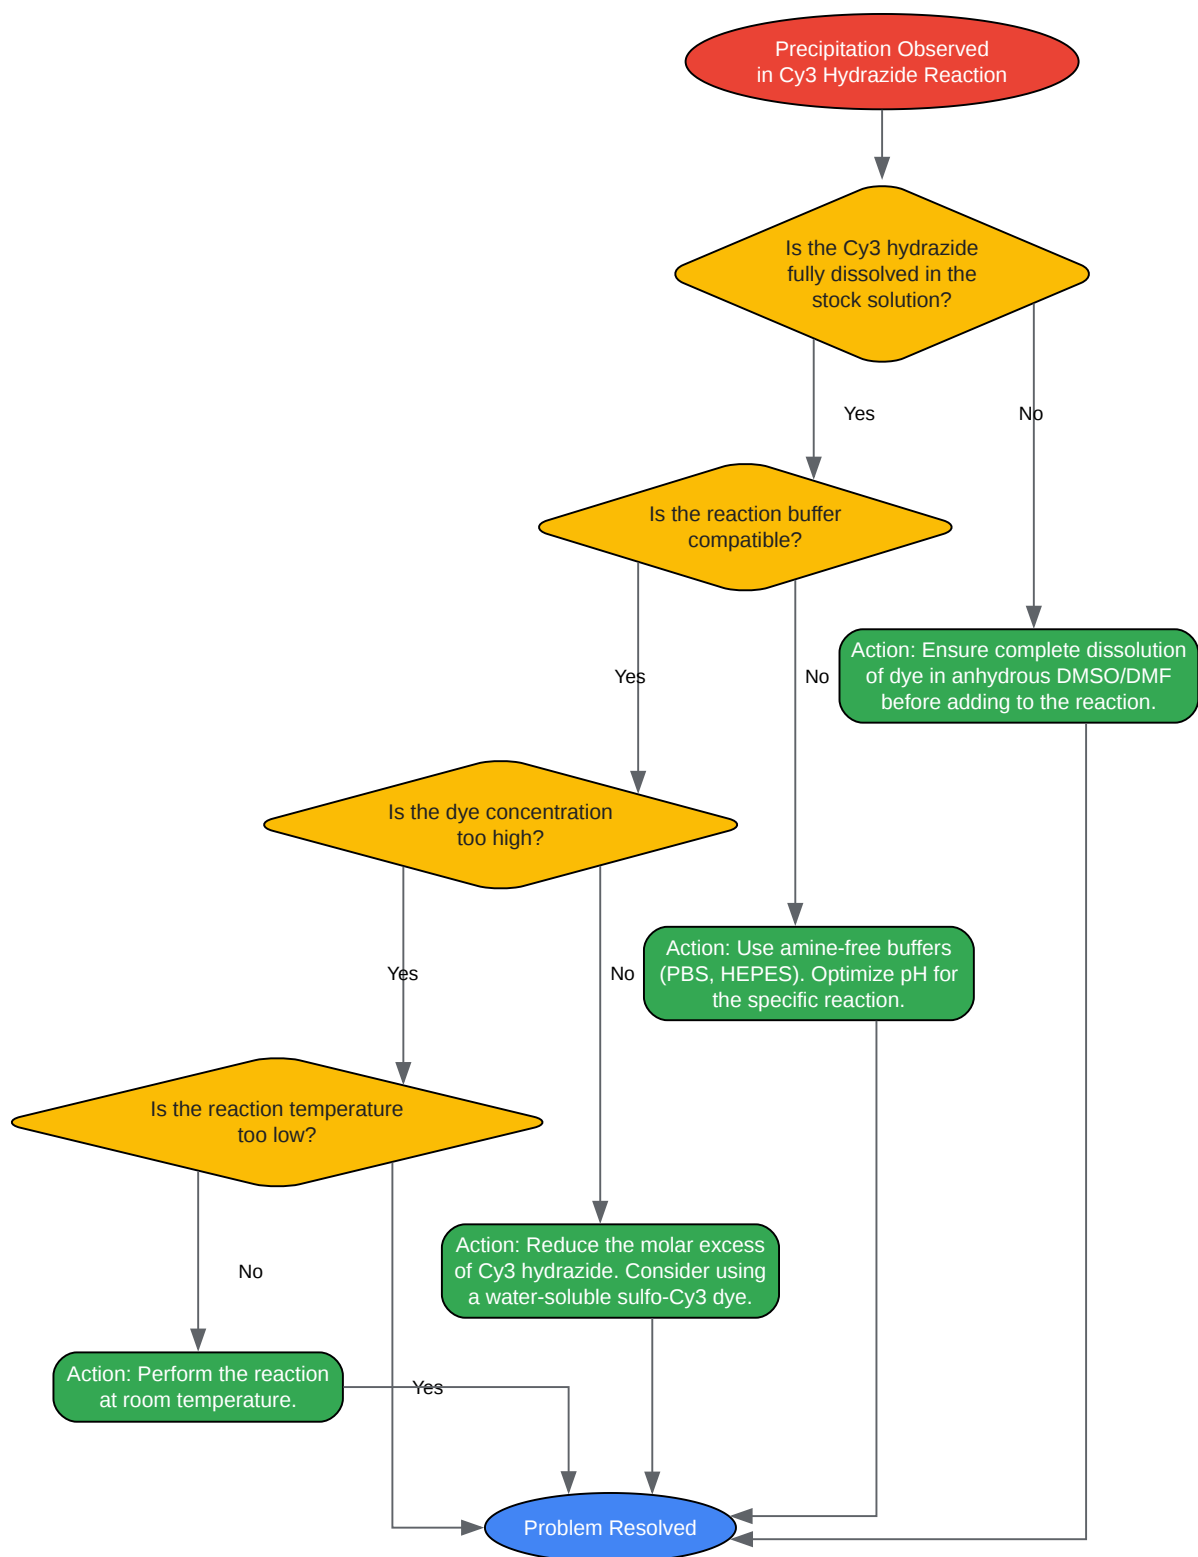 Precipitation Observed
in Cy3 Hydrazide Reaction
Is the Cy3 hydrazide
fully dissolved in the
stock solution?
Yes
No
Is the reaction buffer
compatible?
Yes
No
Action: Ensure complete dissolution
of dye in anhydrous DMSO/DMF
before adding to the reaction.
Is the dye concentration
too high?
Yes
No
Action: Use amine-free buffers
(PBS, HEPES). Optimize pH for
the specific reaction.
Is the reaction temperature
too low?
No
Action: Reduce the molar excess
of Cy3 hydrazide. Consider using
a water-soluble sulfo-Cy3 dye.
Action: Perform the reaction
at room temperature.
Yes
Problem Resolved